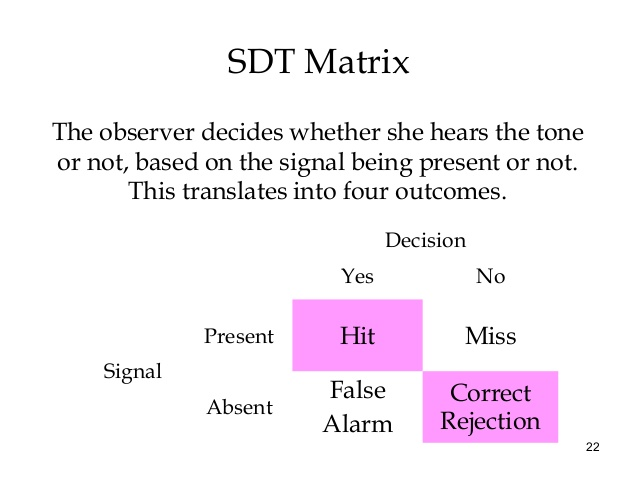 SDT Matrix
The observer decides whether she hears the tone
or not, based on the signal being present or not.
This translates into four outcomes.
Decision
Yes No
Present Hit Miss
Signal
Absent False Alarm Correct Rejection
22